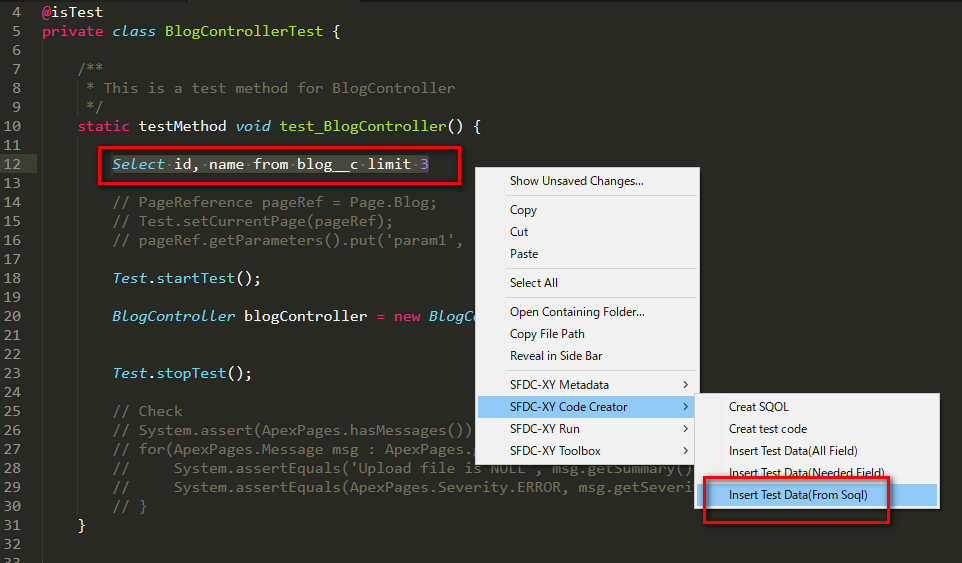 4 @isTest
5 private class BlogControllerTest {
6
7 /**
8 * This is a test method for BlogController
9 */
10 static testMethod void test_BlogController() {
11
12 Select id, name from blog__c limit 3
13
14 // PageReference pageRef = Page.Blog;
15 // Test.setCurrentPage(pageRef);
16 // pageRef.getParameters().put('param1',
17
18 Test.startTest();
19
20 BlogController blogController = new BlogCo
21
22
23 Test.stopTest();
24
25 // Check
26 // System.assert(ApexPages.hasMessages())
27 // for(ApexPages.Message msg : ApexPages.
28 // System.assertEquals('Upload file is NULL', msg.getSummary()
29 // System.assertEquals(ApexPages.Severity.ERROR, msg.getSeveri
30 // }
31 }
32
33
Show Unsaved Changes...
Copy
Cut
Paste
Select All
Open Containing Folder...
Copy File Path
Reveal in Side Bar
SFDC-XY Metadata
SFDC-XY Code Creator
SFDC-XY Run
SFDC-XY Toolbox
Creat SQOL
Creat test code
Insert Test Data(All Field)
Insert Test Data(Needed Field)
Insert Test Data(From Soql)